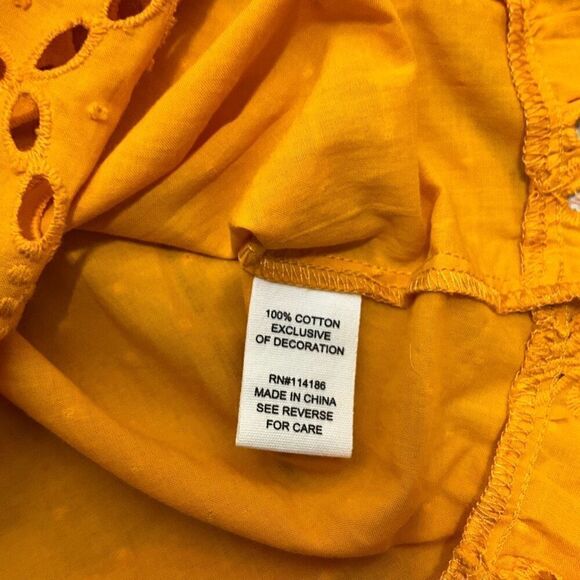 100% COTTON
EXCLUSIVE
OF DECORATION
RN#114186
MADE IN CHINA
SEE REVERSE
FOR CARE